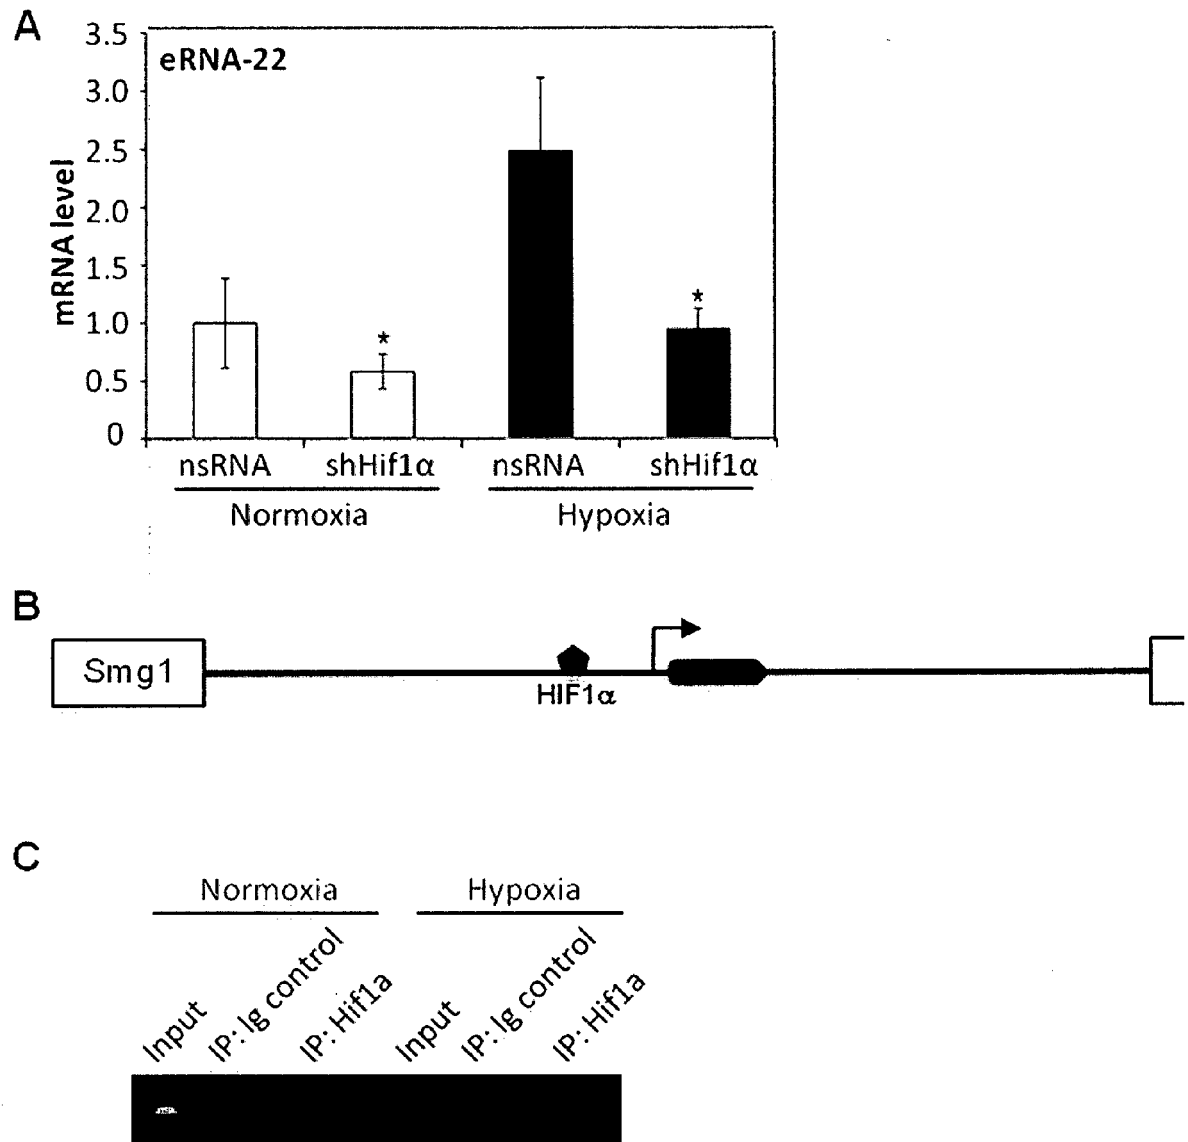 A
eRNA-22
mRNA level
3.5
3.0
2.5
2.0
1.5
1.0
0.5
0
*
*
nsRNA shHif1α nsRNA shHif1α
Normoxia Hypoxia
B
Smg1
HIF1α
C
Normoxia Hypoxia
Input IP: Ig control IP: Hif1a Input IP: Ig control IP: Hif1a